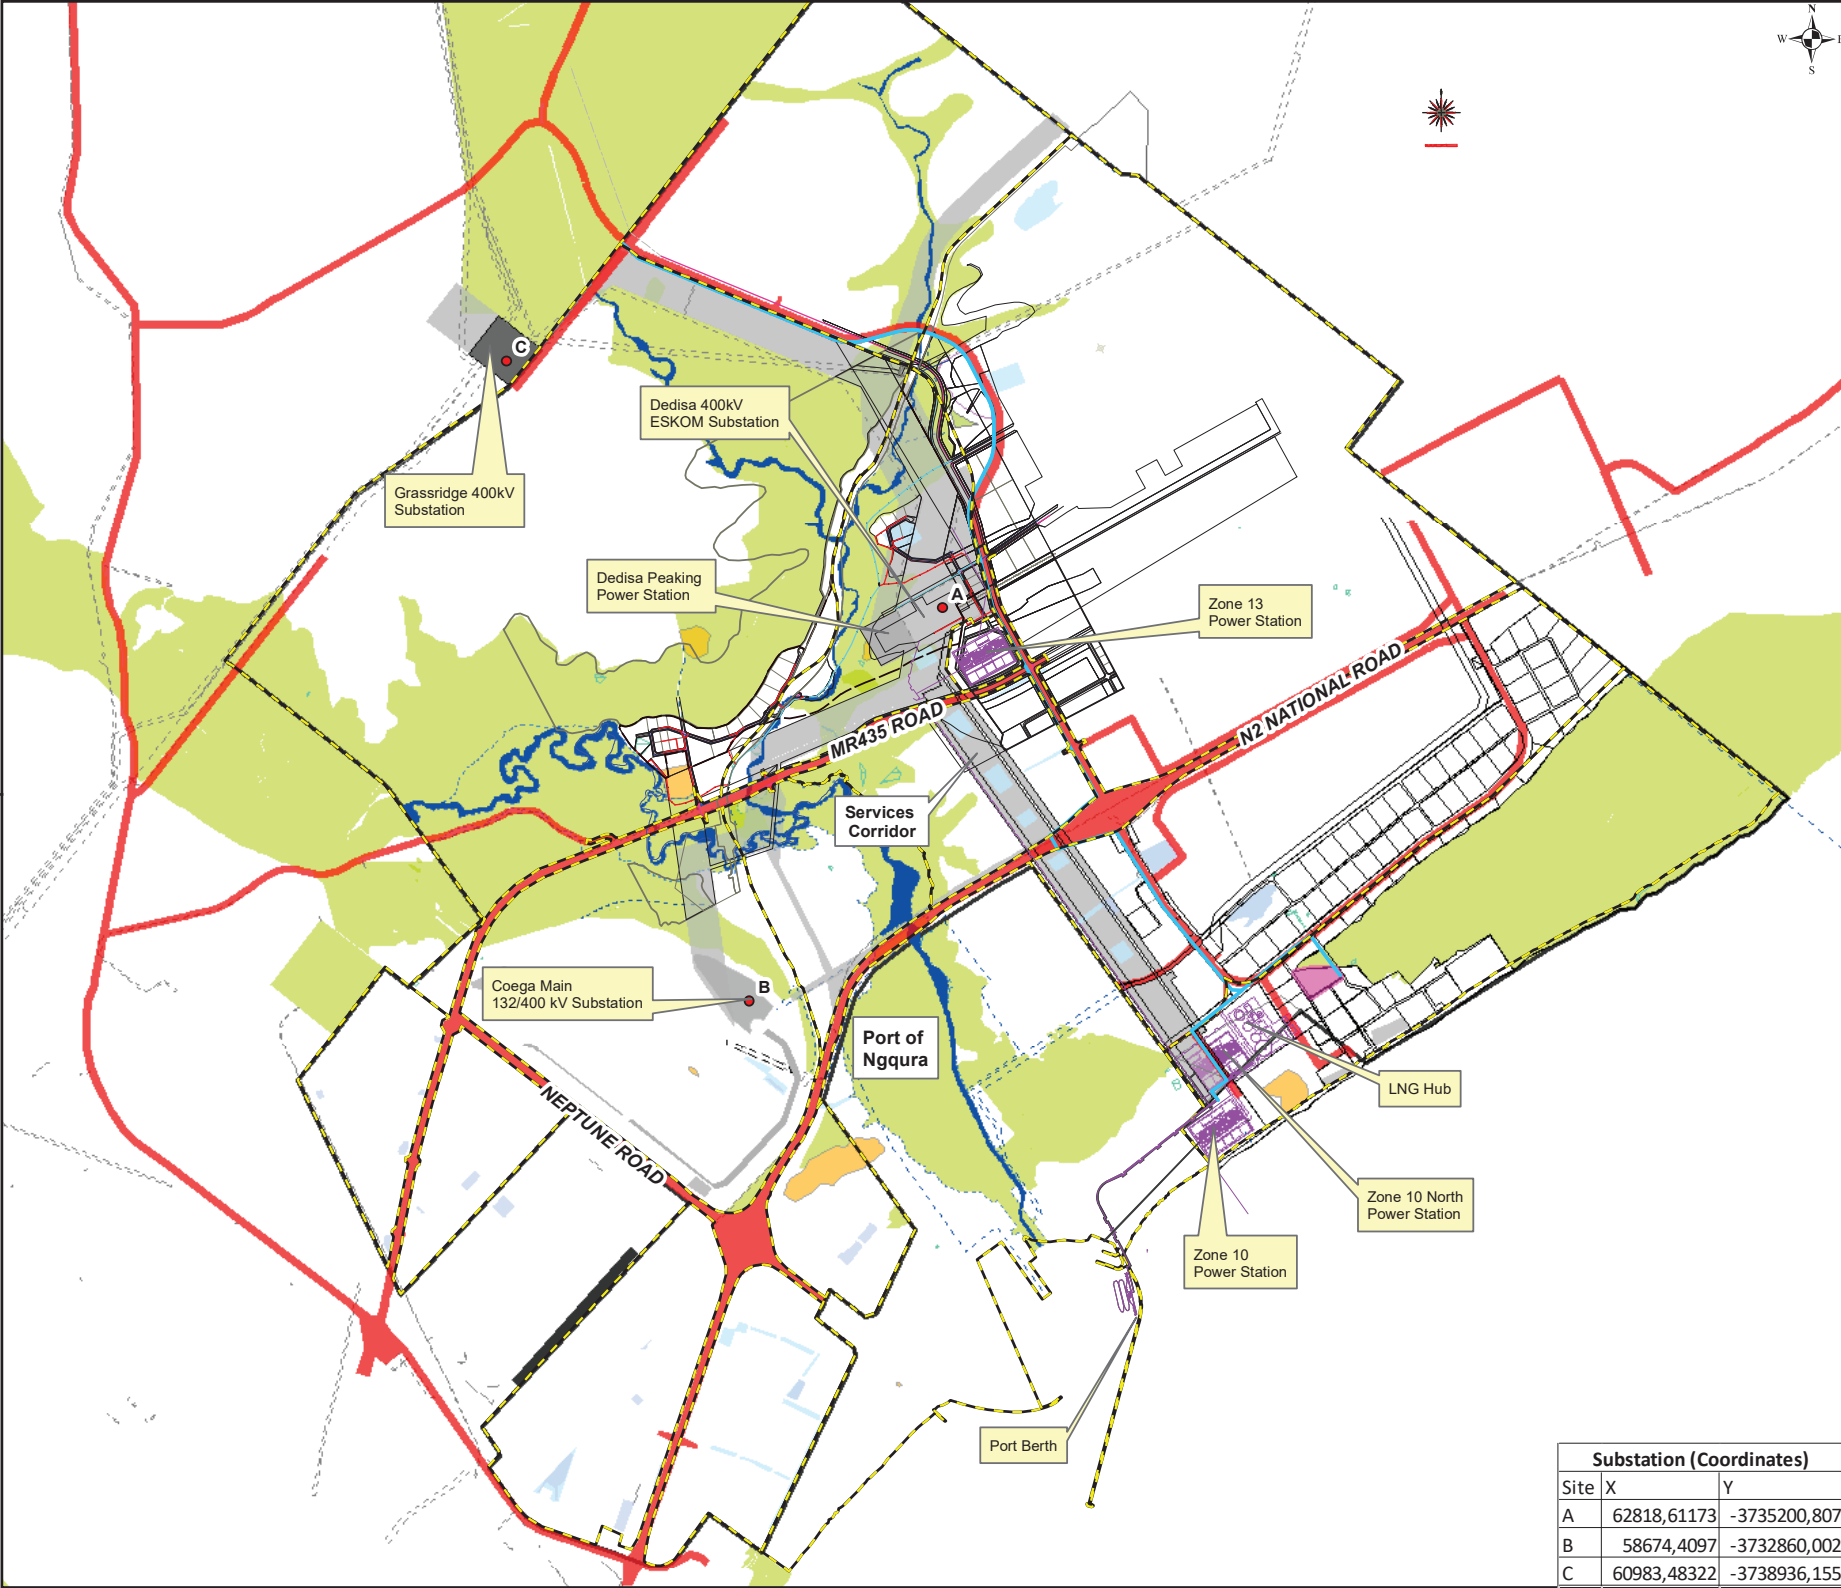 N
W
E
S
C
Dedisa 400kV
ESKOM Substation
Grassridge 400kV
Substation
Dedisa Peaking
Power Station
A
Zone 13
Power Station
N2 NATIONAL ROAD
MR435 ROAD
Services
Corridor
Coega Main
132/400 kV Substation
B
Port of
Ngqura
LNG Hub
NEPTUNE ROAD
Zone 10 North
Power Station
Zone 10
Power Station
Port Berth
Substation (Coordinates)
Site X Y
A 62818,61173 -3735200,807
B 58674,4097 -3732860,002
C 60983,48322 -3738936,155